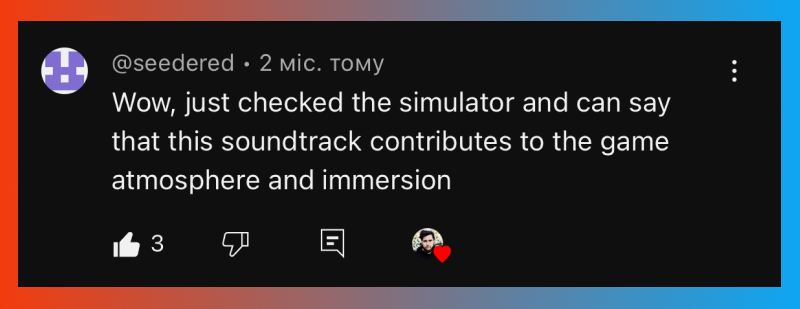 @seedered • 2 міс. тому
Wow, just checked the simulator and can say
that this soundtrack contributes to the game
atmosphere and immersion
3